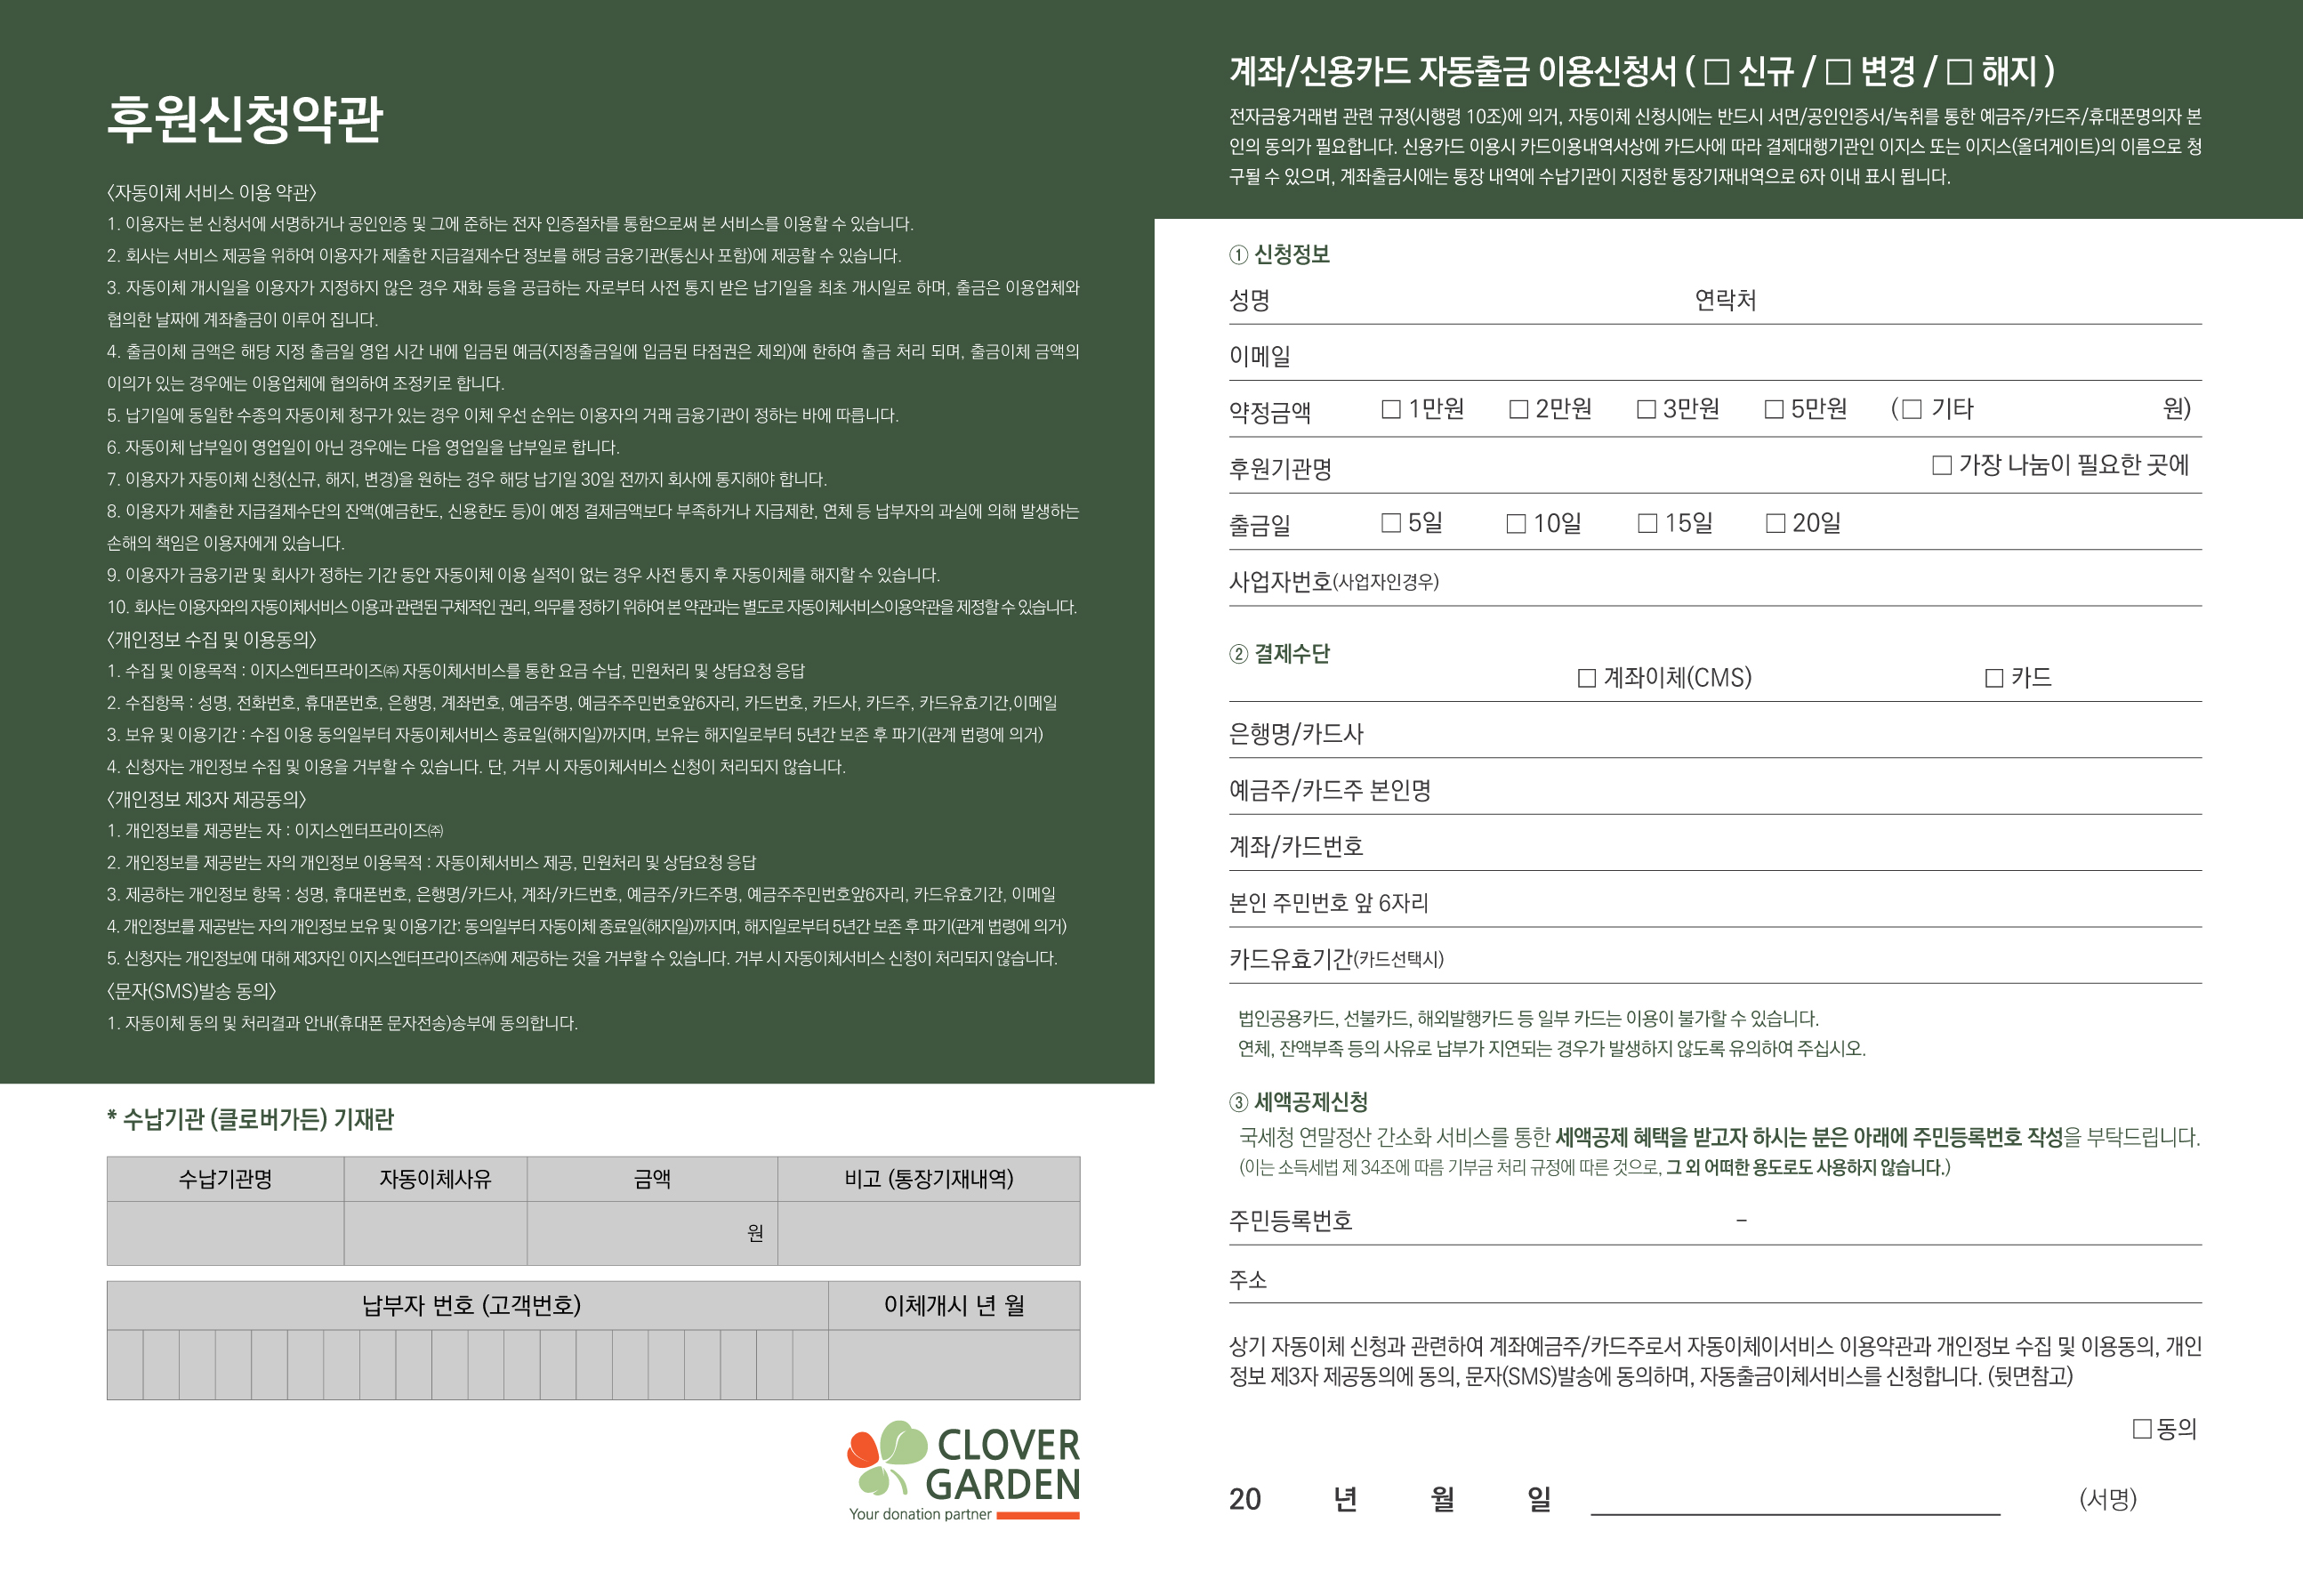 후원신청약관
〈자동이체 서비스 이용 약관〉
1. 이용자는 본 신청서에 서명하거나 공인인증 및 그에 준하는 전자 인증절차를 통함으로써 본 서비스를 이용할 수 있습니다.
2. 회사는 서비스 제공을 위하여 이용자가 제출한 지급결제수단 정보를 해당 금융기관(통신사 포함)에 제공할 수 있습니다.
3. 자동이체 개시일을 이용자가 지정하지 않은 경우 재화 등을 공급하는 자로부터 사전 통지 받은 납기일을 최초 개시일로 하며, 출금은 이용업체와
협의한 날짜에 계좌출금이 이루어 집니다.
4. 출금이체 금액은 해당 지정 출금일 영업 시간 내에 입금된 예금(지정출금일에 입금된 타점권은 제외)에 한하여 출금 처리 되며, 출금이체 금액의
이의가 있는 경우에는 이용업체에 협의하여 조정키로 합니다.
5. 납기일에 동일한 수종의 자동이체 청구가 있는 경우 이체 우선 순위는 이용자의 거래 금융기관이 정하는 바에 따릅니다.
6. 자동이체 납부일이 영업일이 아닌 경우에는 다음 영업일을 납부일로 합니다.
7. 이용자가 자동이체 신청(신규, 해지, 변경)을 원하는 경우 해당 납기일 30일 전까지 회사에 통지해야 합니다.
8. 이용자가 제출한 지급결제수단의 잔액(예금한도, 신용한도 등)이 예정 결제금액보다 부족하거나 지급제한, 연체 등 납부자의 과실에 의해 발생하는
손해의 책임은 이용자에게 있습니다.
9. 이용자가 금융기관 및 회사가 정하는 기간 동안 자동이체 이용 실적이 없는 경우 사전 통지 후 자동이체를 해지할 수 있습니다.
10. 회사는 이용자와의 자동이체서비스 이용과 관련된 구체적인 권리, 의무를 정하기 위하여 본 약관과는 별도로 자동이체서비스이용약관을 제정할 수 있습니다.
〈개인정보 수집 및 이용동의〉
1. 수집 및 이용목적 : 이지스엔터프라이즈㈜ 자동이체서비스를 통한 요금 수납, 민원처리 및 상담요청 응답
2. 수집항목 : 성명, 전화번호, 휴대폰번호, 은행명, 계좌번호, 예금주명, 예금주주민번호앞6자리, 카드번호, 카드사, 카드주, 카드유효기간,이메일
3. 보유 및 이용기간 : 수집 이용 동의일부터 자동이체서비스 종료일(해지일)까지며, 보유는 해지일로부터 5년간 보존 후 파기(관계 법령에 의거)
4. 신청자는 개인정보 수집 및 이용을 거부할 수 있습니다. 단, 거부 시 자동이체서비스 신청이 처리되지 않습니다.
〈개인정보 제3자 제공동의〉
1. 개인정보를 제공받는 자 : 이지스엔터프라이즈㈜
2. 개인정보를 제공받는 자의 개인정보 이용목적 : 자동이체서비스 제공, 민원처리 및 상담요청 응답
3. 제공하는 개인정보 항목 : 성명, 휴대폰번호, 은행명/카드사, 계좌/카드번호, 예금주/카드주명, 예금주주민번호앞6자리, 카드유효기간, 이메일
4. 개인정보를 제공받는 자의 개인정보 보유 및 이용기간: 동의일부터 자동이체 종료일(해지일)까지며, 해지일로부터 5년간 보존 후 파기(관계 법령에 의거)
5. 신청자는 개인정보에 대해 제3자인 이지스엔터프라이즈㈜에 제공하는 것을 거부할 수 있습니다. 거부 시 자동이체서비스 신청이 처리되지 않습니다.
〈문자(SMS)발송 동의〉
1. 자동이체 동의 및 처리결과 안내(휴대폰 문자전송)송부에 동의합니다.
* 수납기관 (클로버가든) 기재란
수납기관명 자동이체사유 금액 비고 (통장기재내역)
원
납부자 번호 (고객번호) 이체개시 년 월
CLOVER
GARDEN
Your donation partner
계좌/신용카드 자동출금 이용신청서 ( □ 신규 / □ 변경 / □ 해지 )
전자금융거래법 관련 규정(시행령 10조)에 의거, 자동이체 신청시에는 반드시 서면/공인인증서/녹취를 통한 예금주/카드주/휴대폰명의자 본
인의 동의가 필요합니다. 신용카드 이용시 카드이용내역서상에 카드사에 따라 결제대행기관인 이지스 또는 이지스(올더게이트)의 이름으로 청
구될 수 있으며, 계좌출금시에는 통장 내역에 수납기관이 지정한 통장기재내역으로 6자 이내 표시 됩니다.
① 신청정보
성명 연락처
이메일
약정금액 □ 1만원 □ 2만원 □ 3만원 □ 5만원 (□ 기타 원)
후원기관명 □ 가장 나눔이 필요한 곳에
출금일 □ 5일 □ 10일 □ 15일 □ 20일
사업자번호(사업자인경우)
② 결제수단
□ 계좌이체(CMS) □ 카드
은행명/카드사
예금주/카드주 본인명
계좌/카드번호
본인 주민번호 앞 6자리
카드유효기간(카드선택시)
법인공용카드, 선불카드, 해외발행카드 등 일부 카드는 이용이 불가할 수 있습니다.
연체, 잔액부족 등의 사유로 납부가 지연되는 경우가 발생하지 않도록 유의하여 주십시오.
③ 세액공제신청
국세청 연말정산 간소화 서비스를 통한 세액공제 혜택을 받고자 하시는 분은 아래에 주민등록번호 작성을 부탁드립니다.
(이는 소득세법 제 34조에 따름 기부금 처리 규정에 따른 것으로, 그 외 어떠한 용도로도 사용하지 않습니다.)
주민등록번호 –
주소
상기 자동이체 신청과 관련하여 계좌예금주/카드주로서 자동이체이서비스 이용약관과 개인정보 수집 및 이용동의, 개인
정보 제3자 제공동의에 동의, 문자(SMS)발송에 동의하며, 자동출금이체서비스를 신청합니다. (뒷면참고)
□ 동의
20 년 월 일 (서명)